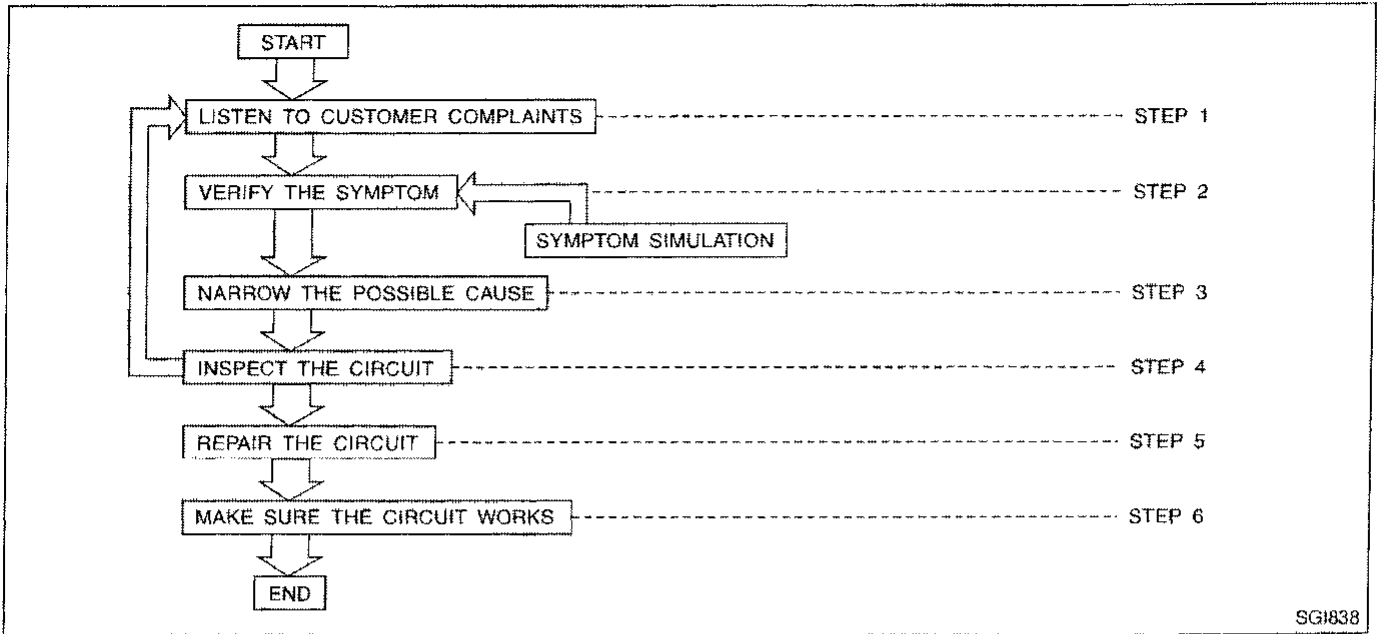 START
LISTEN TO CUSTOMER COMPLAINTS STEP 1
VERIFY THE SYMPTOM STEP 2
SYMPTOM SIMULATION
NARROW THE POSSIBLE CAUSE STEP 3
INSPECT THE CIRCUIT STEP 4
REPAIR THE CIRCUIT STEP 5
MAKE SURE THE CIRCUIT WORKS STEP 6
END
SGI838